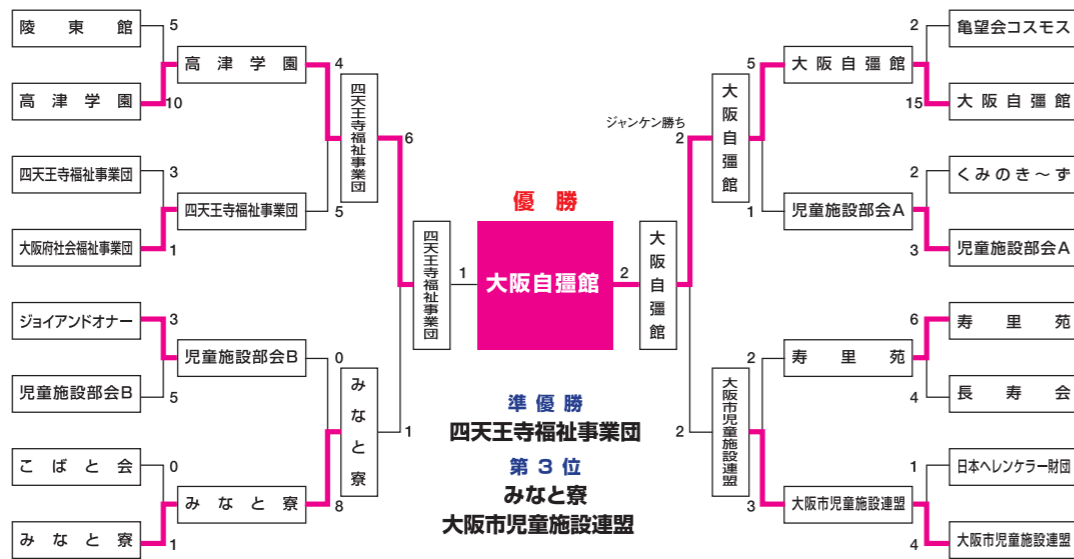 陵東館
5
高津学園
4
高津学園
10
四天王寺福祉事業団
6
四天王寺福祉事業団
3
四天王寺福祉事業団
5
大阪府社会福祉事業団
1
四天王寺福祉事業団
1
ジョイアンドオナー
3
児童施設部会B
0
児童施設部会B
5
みなと寮
1
こばと会
0
みなと寮
8
みなと寮
1
優勝
大阪自彊館
準優勝
四天王寺福祉事業団
第3位
みなと寮
大阪市児童施設連盟
2
大阪自彊館
ジャンケン勝ち
2
大阪自彊館
5
大阪自彊館
2
亀望会コスモス
15
大阪自彊館
1
児童施設部会A
2
くみのき~ず
3
児童施設部会A
2
大阪市児童施設連盟
2
寿里苑
6
寿里苑
4
長寿会
3
大阪市児童施設連盟
1
日本ヘレンケラー財団
4
大阪市児童施設連盟